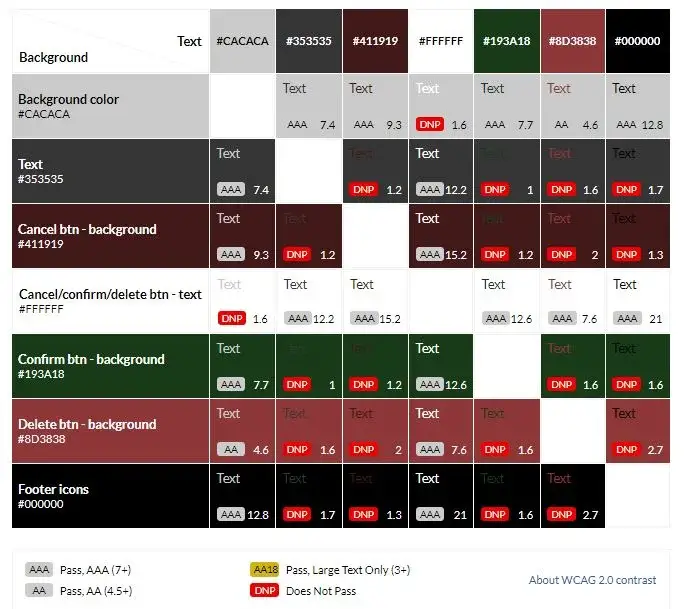 Text
Background
#CACACA #353535 #411919 #FFFFFF #193A18 #8D3838 #000000
Background color
#CACACA
Text Text Text Text Text Text
AAA 7.4 AAA 9.3 DNP 1.6 AAA 7.7 AA 4.6 AAA 12.8
Text
#353535
Text Text Text Text Text Text
AAA 7.4 DNP 1.2 AAA 12.2 DNP 1 DNP 1.6 DNP 1.7
Cancel btn - background
#411919
Text Text Text Text Text Text
AAA 9.3 DNP 1.2 AAA 15.2 DNP 1.2 DNP 2 DNP 1.3
Cancel/confirm/delete btn - text
#FFFFFF
Text Text Text Text Text Text
DNP 1.6 AAA 12.2 AAA 15.2 AAA 12.6 AAA 7.6 AAA 21
Confirm btn - background
#193A18
Text Text Text Text Text Text
AAA 7.7 DNP 1 DNP 1.2 AAA 12.6 DNP 1.6 DNP 1.6
Delete btn - background
#8D3838
Text Text Text Text Text Text
AA 4.6 DNP 1.6 DNP 2 AAA 7.6 DNP 1.6 DNP 2.7
Footer icons
#000000
Text Text Text Text Text Text
AAA 12.8 DNP 1.7 DNP 1.3 AAA 21 DNP 1.6 DNP 2.7
AAA Pass, AAA (7+)
AA Pass, AA (4.5+)
AA18 Pass, Large Text Only (3+)
DNP Does Not Pass
About WCAG 2.0 contrast